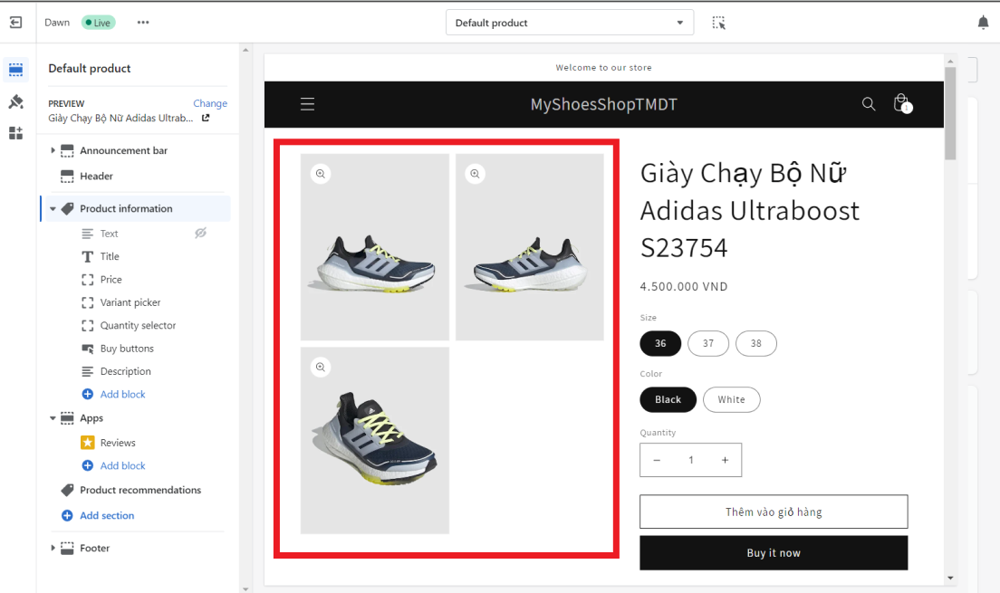 Dawn
Live
Default product
Default product
PREVIEW
Change
Giày Chạy Bộ Nữ Adidas Ultrab...
Announcement bar
Header
Product information
Text
Title
Price
Variant picker
Quantity selector
Buy buttons
Description
Add block
Apps
Reviews
Add block
Product recommendations
Add section
Footer
Welcome to our store
MyShoesShopTMDT
1
Giày Chạy Bộ Nữ
Adidas Ultraboost
S23754
4.500.000 VND
Size
36 37 38
Color
Black White
Quantity
− 1 +
Thêm vào giỏ hàng
Buy it now